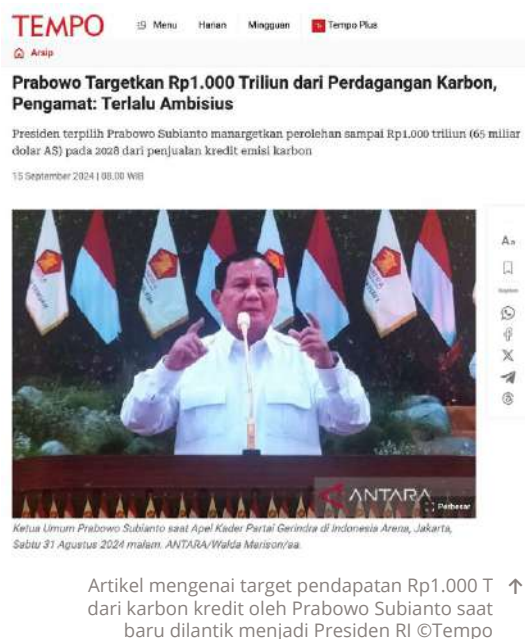 TEMPO
Menu Harian Mingguan Tempo Plus
Arsip
Prabowo Targetkan Rp1.000 Triliun dari Perdagangan Karbon,
Pengamat: Terlalu Ambisius
Presiden terpilih Prabowo Subianto manargetkan perolehan sampai Rp1.000 triliun (65 miliar
dolar AS) pada 2028 dari penjualan kredit emisi karbon
15 September 2024 | 08.00 WIB
Aa
ANTARA
Perbesar
Ketua Umum Prabowo Subianto saat Apel Kader Partai Gerindra di Indonesia Arena, Jakarta,
Sabtu 31 Agustus 2024 malam. ANTARA/Walda Marison/aa.
Artikel mengenai target pendapatan Rp1.000 T ↑
dari karbon kredit oleh Prabowo Subianto saat
baru dilantik menjadi Presiden RI ©Tempo